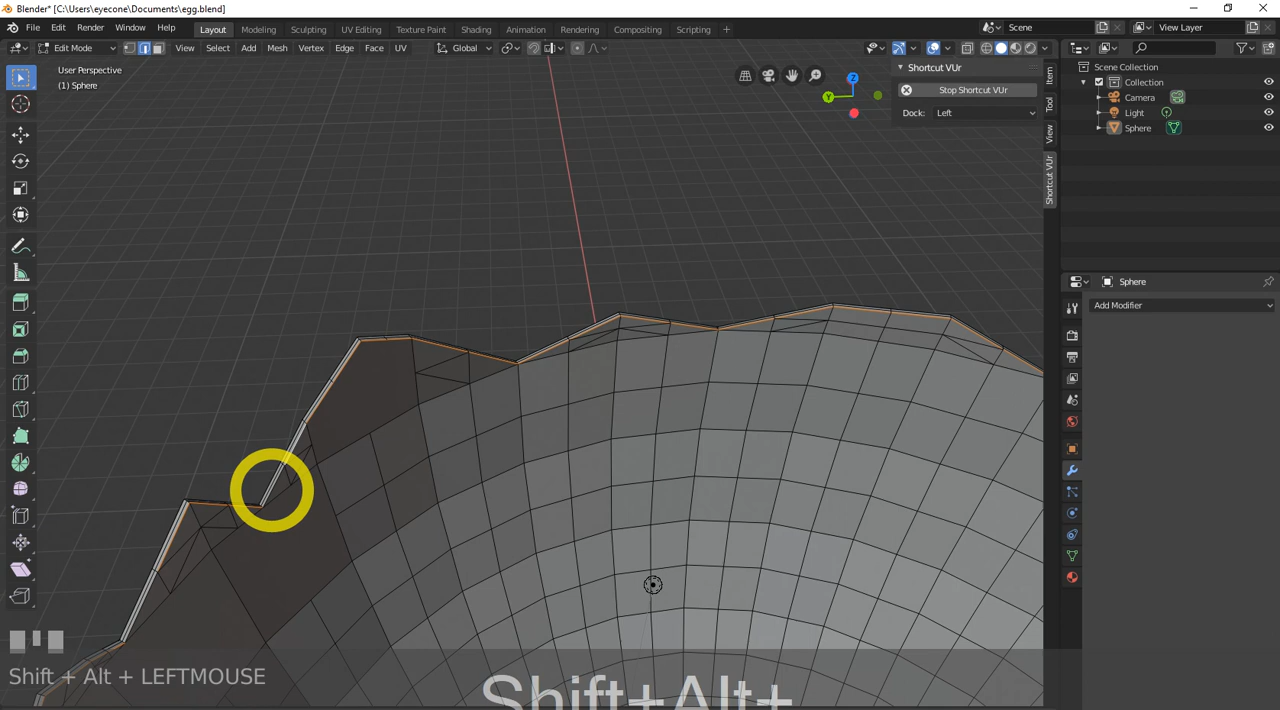 Blender* [C:\Users\eyecone\Documents\egg.blend]
File Edit Render Window Help Layout Modeling Sculpting UV Editing Texture Paint Shading Animation Rendering Compositing Scripting + Scene View Layer
Edit Mode View Select Add Mesh Vertex Edge Face UV Global
User Perspective
(1) Sphere
Shortcut VUr
Stop Shortcut VUr
Dock: Left
Item
Tool
View
Shortcut VUr
Z
Y
Scene Collection
Collection
Camera
Light
Sphere
Sphere
Add Modifier
Shift + Alt + LEFTMOUSE
Shift+Alt+